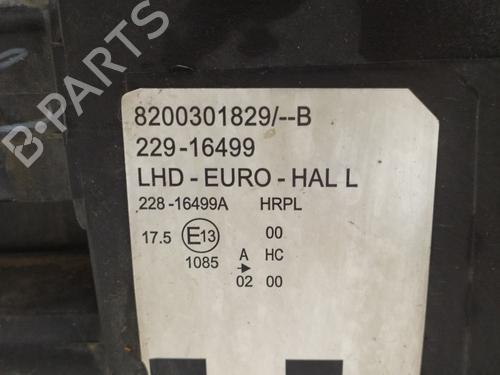 B-PARTS
8200301829/--B
229-16499
LHD - EURO - HAL L
228 -16499A HRPL
17.5 E13 00
1085 A HC
02 00